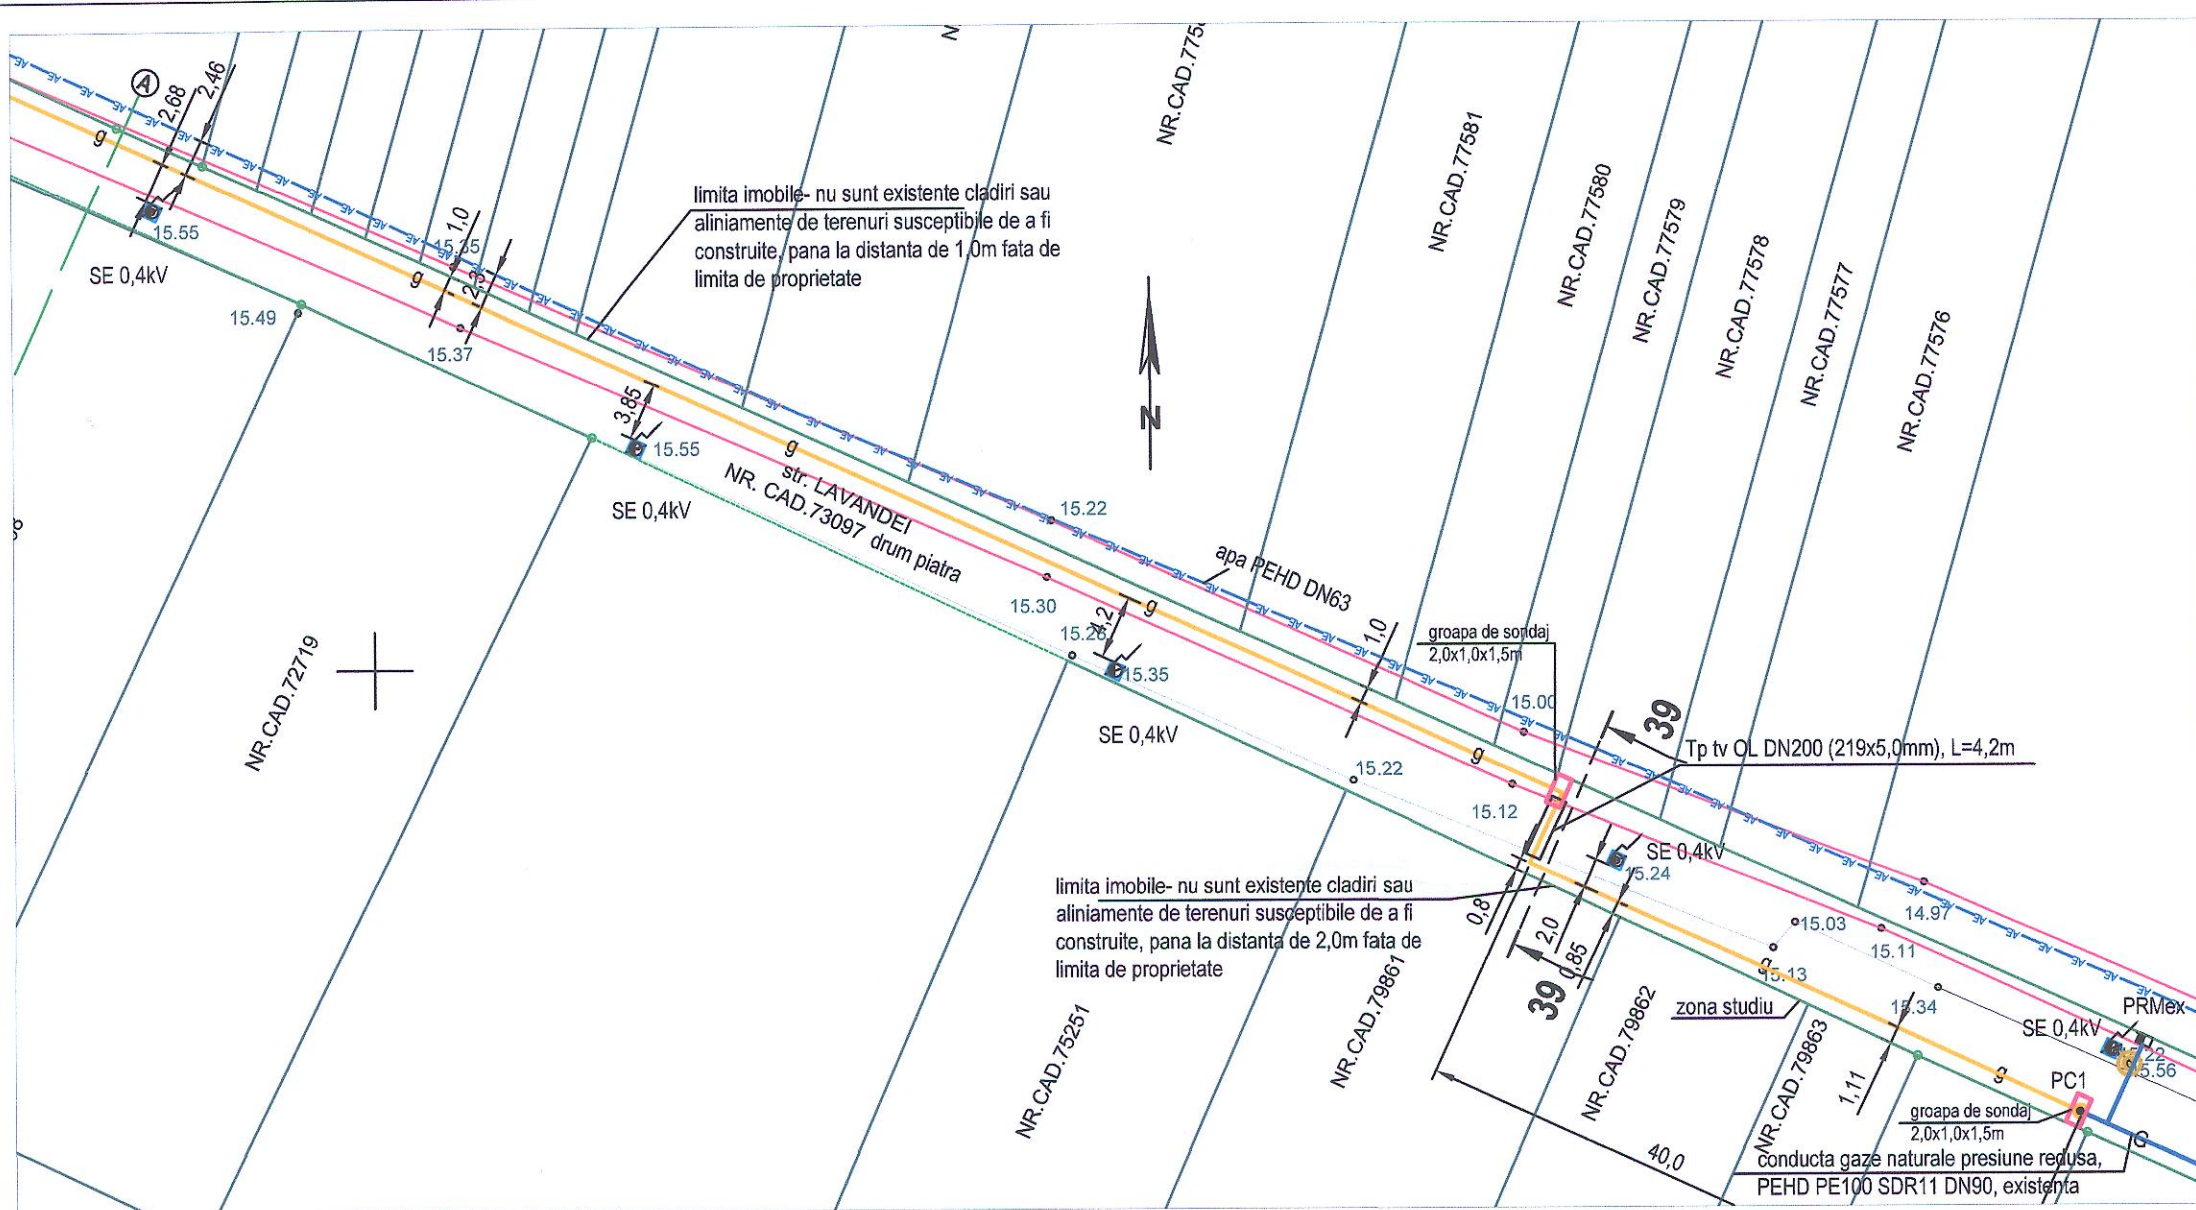 A
2,68
2,46
g
15.55
SE 0,4kV
15.49
1,0
15.35
2,3
g
15.37
limita imobile- nu sunt existente cladiri sau
aliniamente de terenuri susceptibile de a fi
construite, pana la distanta de 1,0m fata de
limita de proprietate
N
NR.CAD.77581
NR.CAD.77580
NR.CAD.77579
NR.CAD.77578
NR.CAD.77577
NR.CAD.77576
3,85
15.55
SE 0,4kV
g
str. LAVANDEI
NR. CAD.73097 drum piatra
15.22
apa PEHD DN63
15.30
4,2
g
15.35
SE 0,4kV
1,0
groapa de sondaj
2,0x1,0x1,5m
15.00
39
Tp tv OL DN200 (219x5,0mm), L=4,2m
15.22
g
15.12
SE 0,4kV
15.24
limita imobile- nu sunt existente cladiri sau
aliniamente de terenuri susceptibile de a fi
construite, pana la distanta de 2,0m fata de
limita de proprietate
0,8
2,0
0,85
39
15.03
14.97
15.11
g
15.13
zona studiu
15.34
SE 0,4kV
PRMex
15.56
1,11
g
PC1
groapa de sondaj
2,0x1,0x1,5m
G
conducta gaze naturale presiune redusa,
PEHD PE100 SDR11 DN90, existenta
40,0
NR.CAD.72719
NR.CAD.75251
NR.CAD.79861
NR.CAD.79862
NR.CAD.79863